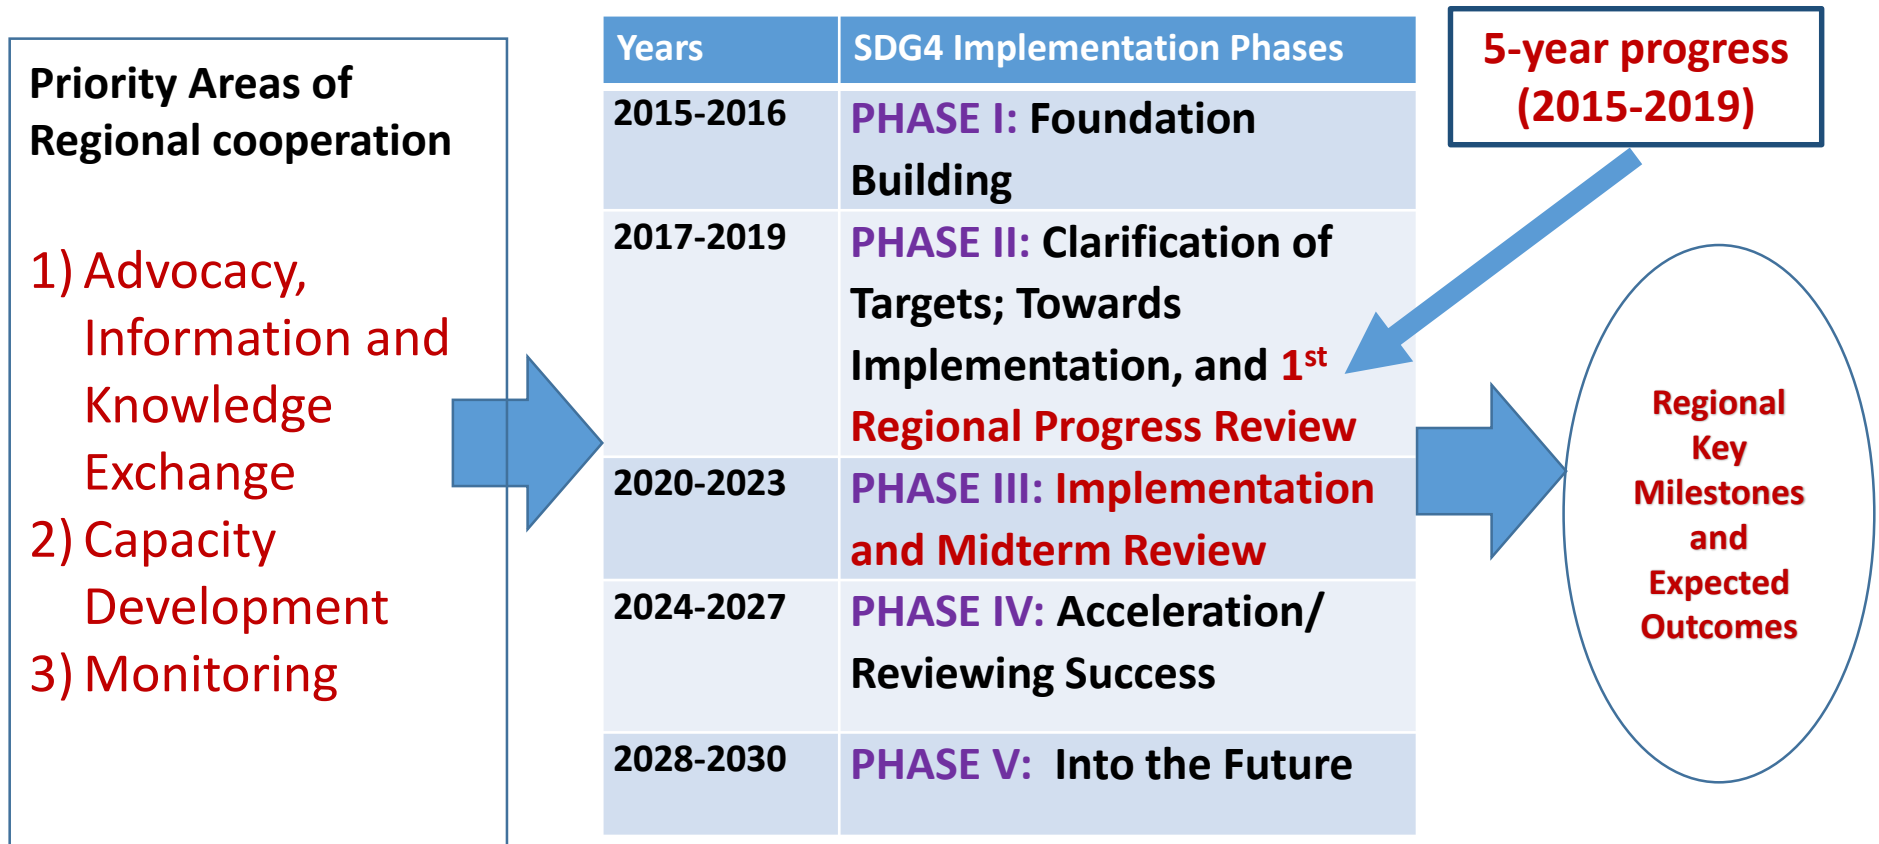 Priority Areas of
Regional cooperation
1) Advocacy,
Information and
Knowledge
Exchange
2) Capacity
Development
3) Monitoring
Years SDG4 Implementation Phases
2015-2016 PHASE I: Foundation
Building
2017-2019 PHASE II: Clarification of
Targets; Towards
Implementation, and 1st
Regional Progress Review
2020-2023 PHASE III: Implementation
and Midterm Review
2024-2027 PHASE IV: Acceleration/
Reviewing Success
2028-2030 PHASE V: Into the Future
5-year progress
(2015-2019)
Regional
Key
Milestones
and
Expected
Outcomes